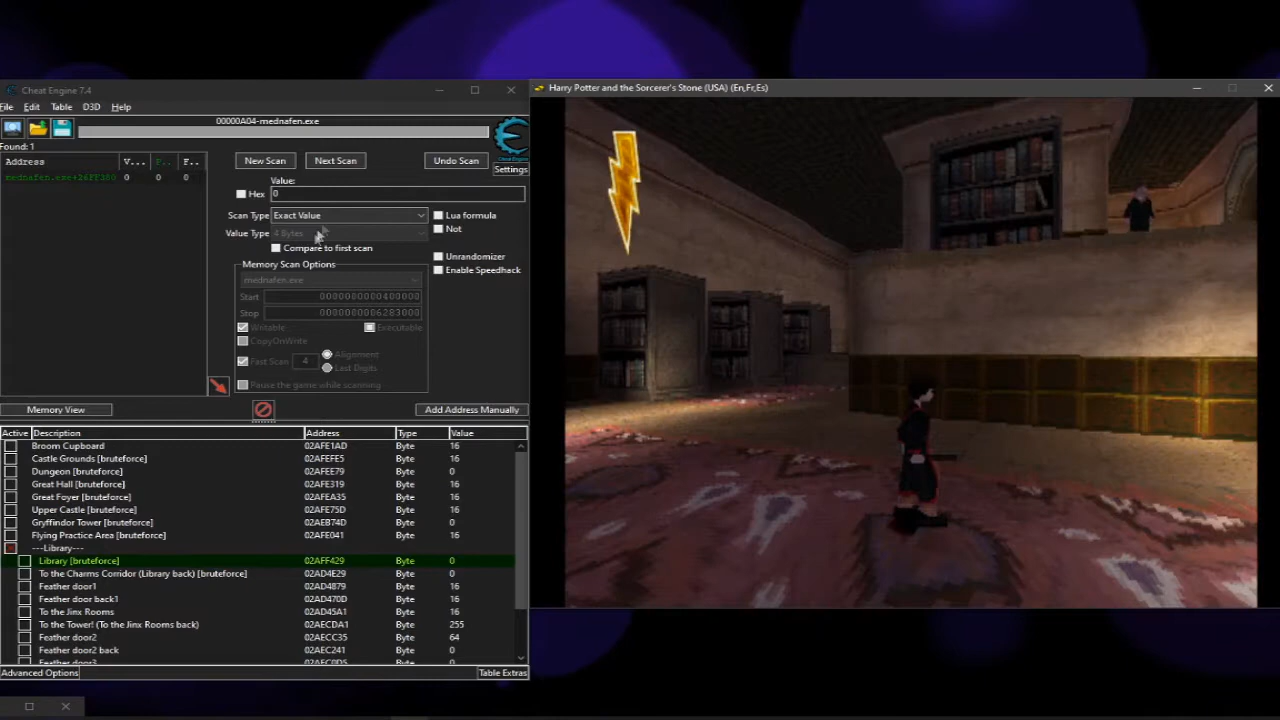 Cheat Engine 7.4
File Edit Table D3D Help
00000A04-mednafen.exe
Found: 1
Address V... P.. F..
mednafen.exe+26FF380 0 0 0
New Scan Next Scan Undo Scan
Settings
Value:
Hex 0
Scan Type Exact Value
Lua formula
Not
Value Type 4 Bytes
Compare to first scan
Unrandomizer
Enable Speedhack
Memory Scan Options
mednafen.exe
Start 0000000000400000
Stop 0000000006283000
Writable Executable
CopyOnWrite
Fast Scan 4 Alignment
Last Digits
Pause the game while scanning
Memory View Add Address Manually
Active Description Address Type Value
Broom Cupboard 02AFE1AD Byte 16
Castle Grounds [bruteforce] 02AFEFE5 Byte 16
Dungeon [bruteforce] 02AFEE79 Byte 0
Great Hall [bruteforce] 02AFE319 Byte 16
Great Foyer [bruteforce] 02AFEA35 Byte 16
Upper Castle [bruteforce] 02AFE75D Byte 16
Gryffindor Tower [bruteforce] 02AEB74D Byte 0
Flying Practice Area [bruteforce] 02AFE041 Byte 16
---Library---
Library [bruteforce] 02AFF429 Byte 0
To the Charms Corridor (Library back) [bruteforce] 02AD4E29 Byte 0
Feather door1 02AD4879 Byte 16
Feather door back1 02AD470D Byte 16
To the Jinx Rooms 02AD45A1 Byte 16
To the Tower! (To the Jinx Rooms back) 02AECDA1 Byte 255
Feather door2 02AECC35 Byte 64
Feather door2 back 02AEC241 Byte 0
Feather door3 02AEC0D5 Byte 16
Advanced Options Table Extras
Harry Potter and the Sorcerer's Stone (USA) (En,Fr,Es)